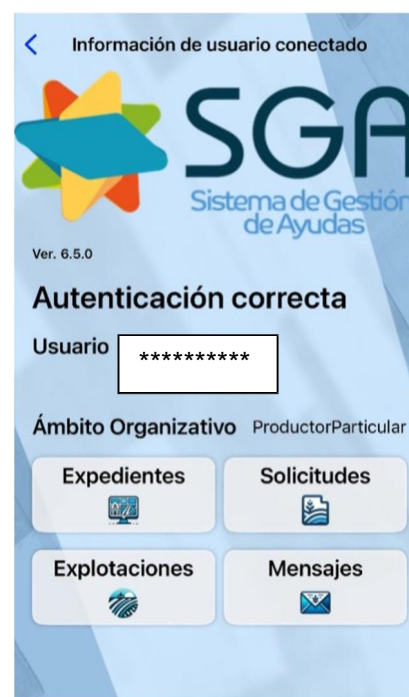 Información de usuario conectado
SGA
Sistema de Gestión
de Ayudas
Ver. 6.5.0
Autenticación correcta
Usuario **********
Ámbito Organizativo ProductorParticular
Expedientes Solicitudes
Explotaciones Mensajes